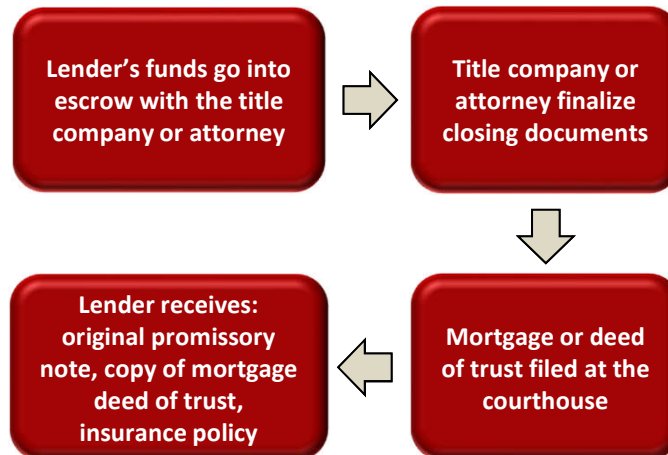 Lender’s funds go into
escrow with the title
company or attorney
Title company or
attorney finalize
closing documents
Mortgage or deed
of trust filed at the
courthouse
Lender receives:
original promissory
note, copy of mortgage
deed of trust,
insurance policy